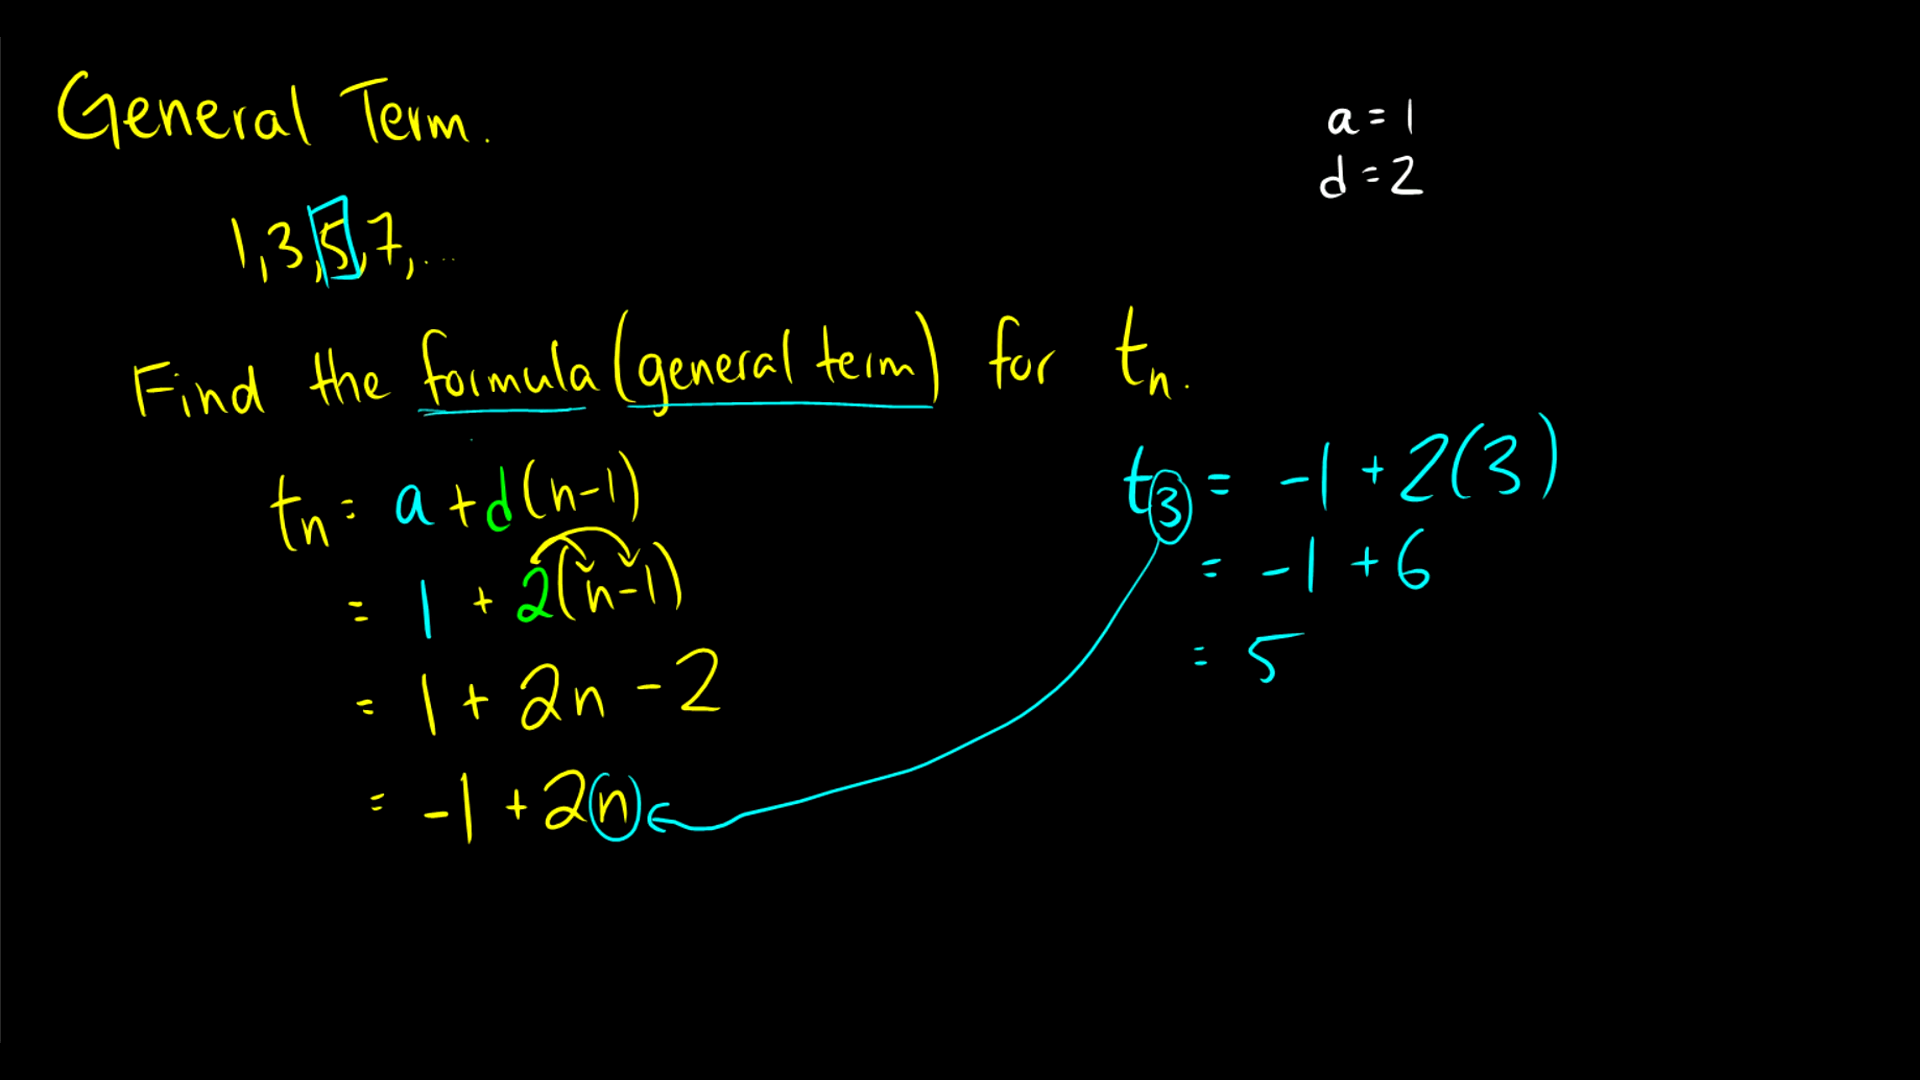 General Term.
a = 1
d = 2
1, 3, 5, 7, ...
Find the formula (general term) for tn.
tn = a + d(n-1)
= 1 + 2(n-1)
= 1 + 2n - 2
= -1 + 2n
t3 = -1 + 2(3)
= -1 + 6
= 5